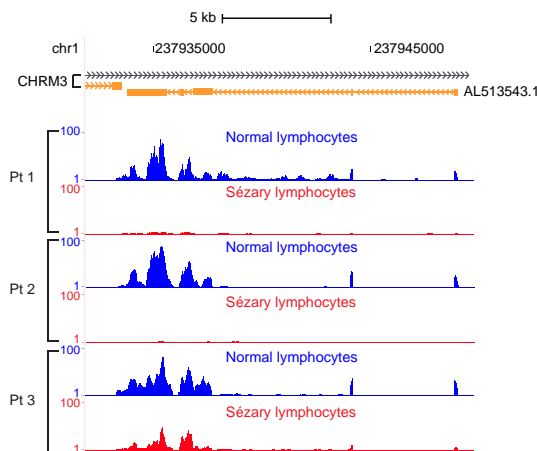 5 kb
chr1 237935000 237945000
CHRM3
AL513543.1
Pt 1
100
Normal lymphocytes
1
100
Sézary lymphocytes
1
Pt 2
100
Normal lymphocytes
1
100
Sézary lymphocytes
1
Pt 3
100
Normal lymphocytes
1
100
Sézary lymphocytes
1